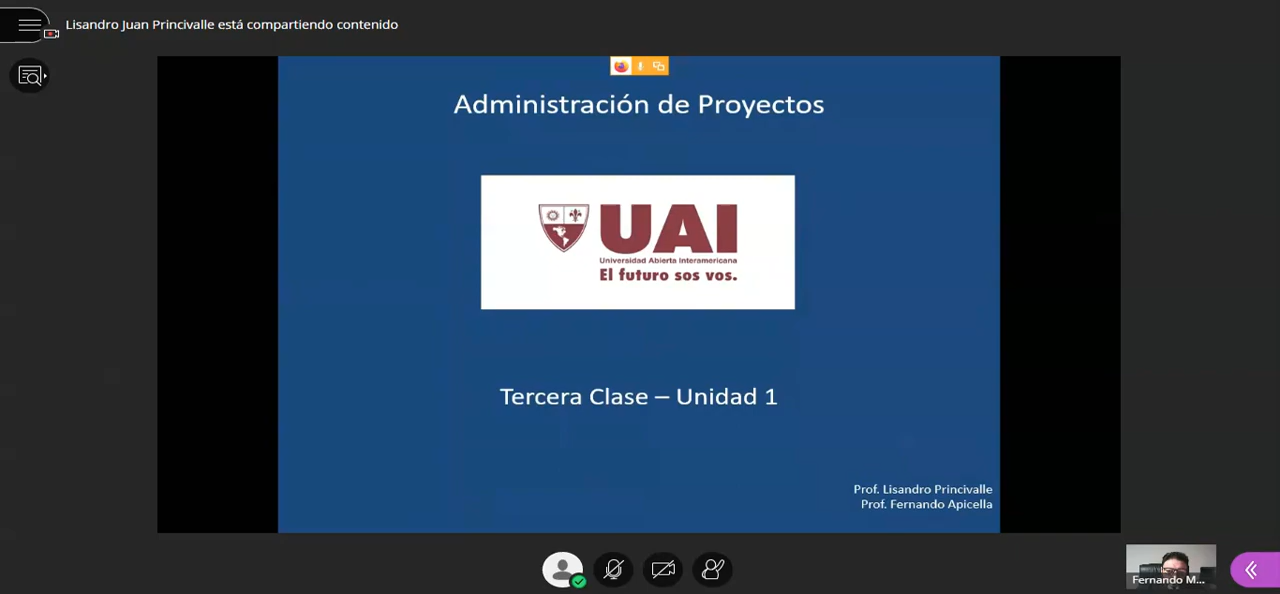 Lisandro Juan Princivalle está compartiendo contenido
Administración de Proyectos
UAI
Universidad Abierta Interamericana
El futuro sos vos.
Tercera Clase – Unidad 1
Prof. Lisandro Princivalle
Prof. Fernando Apicella
Fernando M...